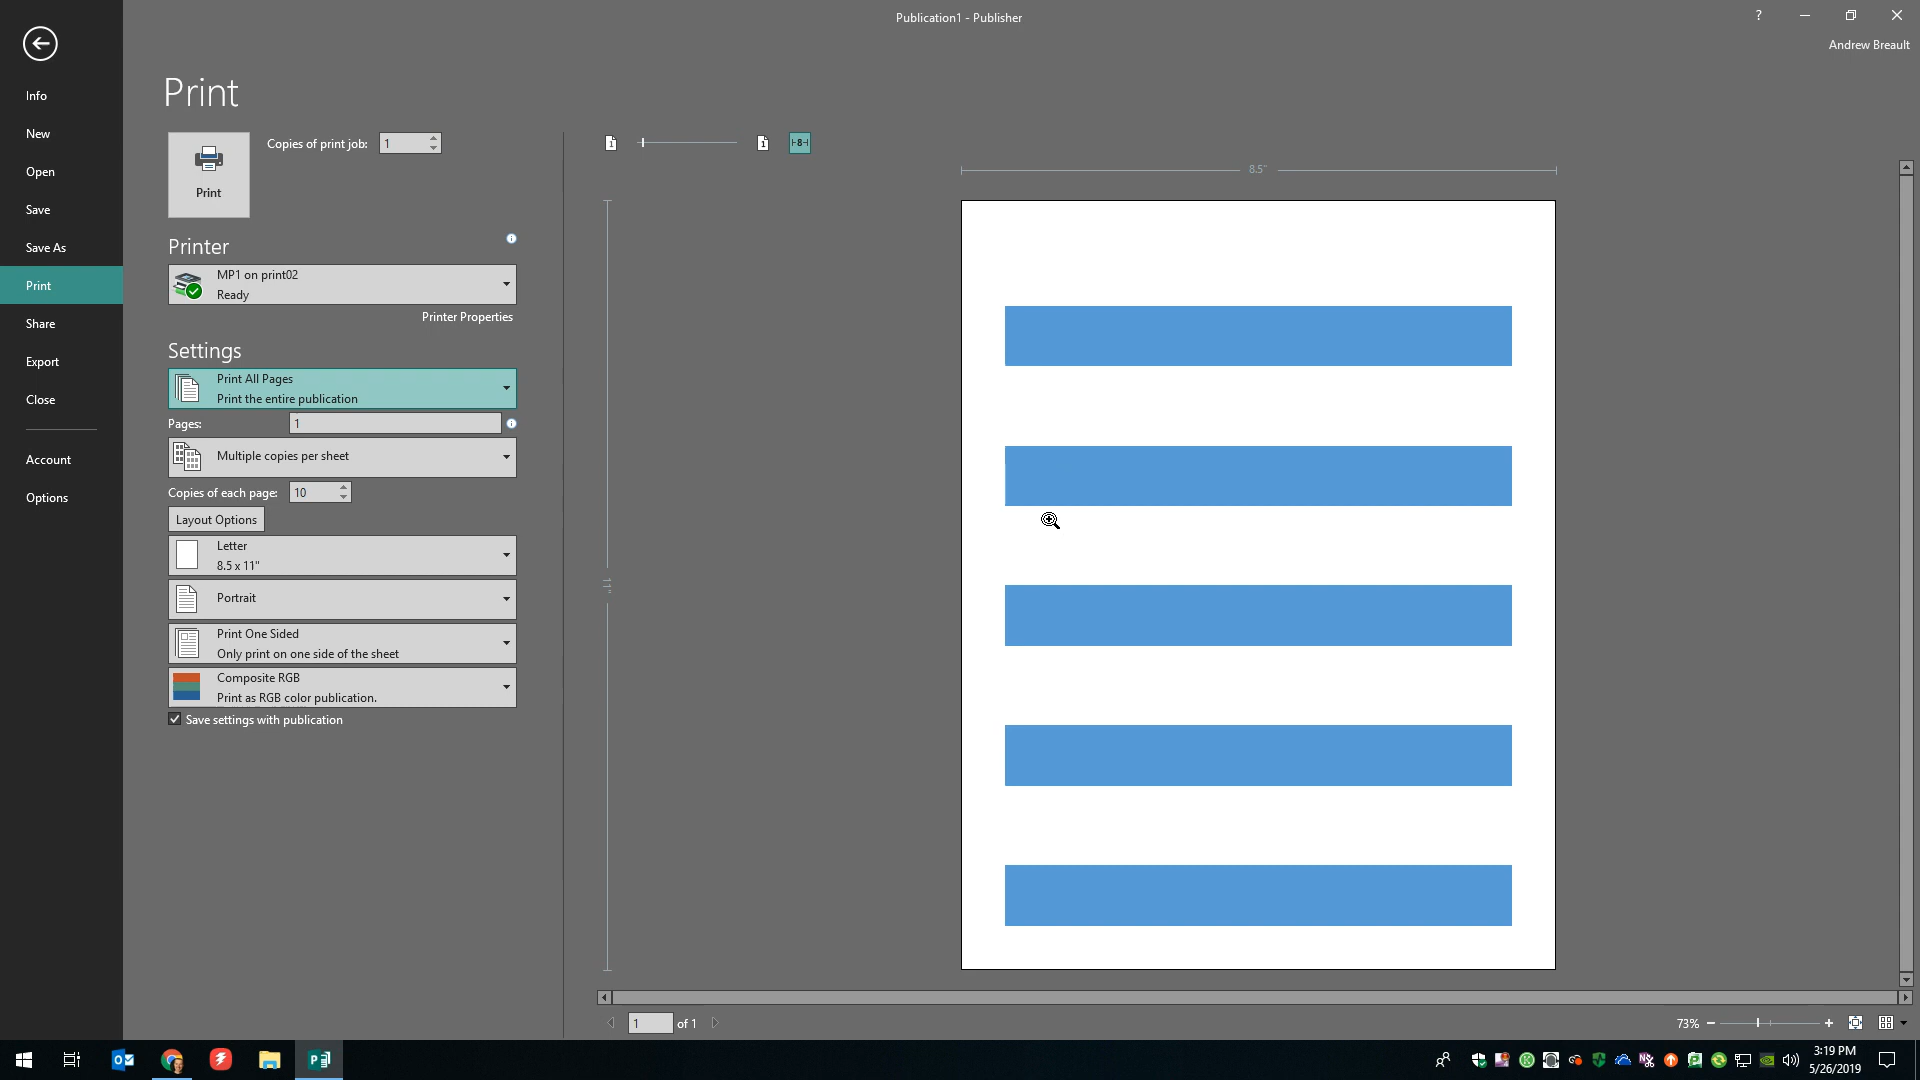 Publication1 - Publisher
?
Andrew Breault
Info
New
Open
Save
Save As
Print
Share
Export
Close
Account
Options
Print
Print
Copies of print job: 1
Printer
MP1 on print02
Ready
Printer Properties
Settings
Print All Pages
Print the entire publication
Pages: 1
Multiple copies per sheet
Copies of each page: 10
Layout Options
Letter
8.5 x 11"
Portrait
Print One Sided
Only print on one side of the sheet
Composite RGB
Print as RGB color publication.
Save settings with publication
1
1
8
8.5"
1 of 1
73%
3:19 PM
5/26/2019